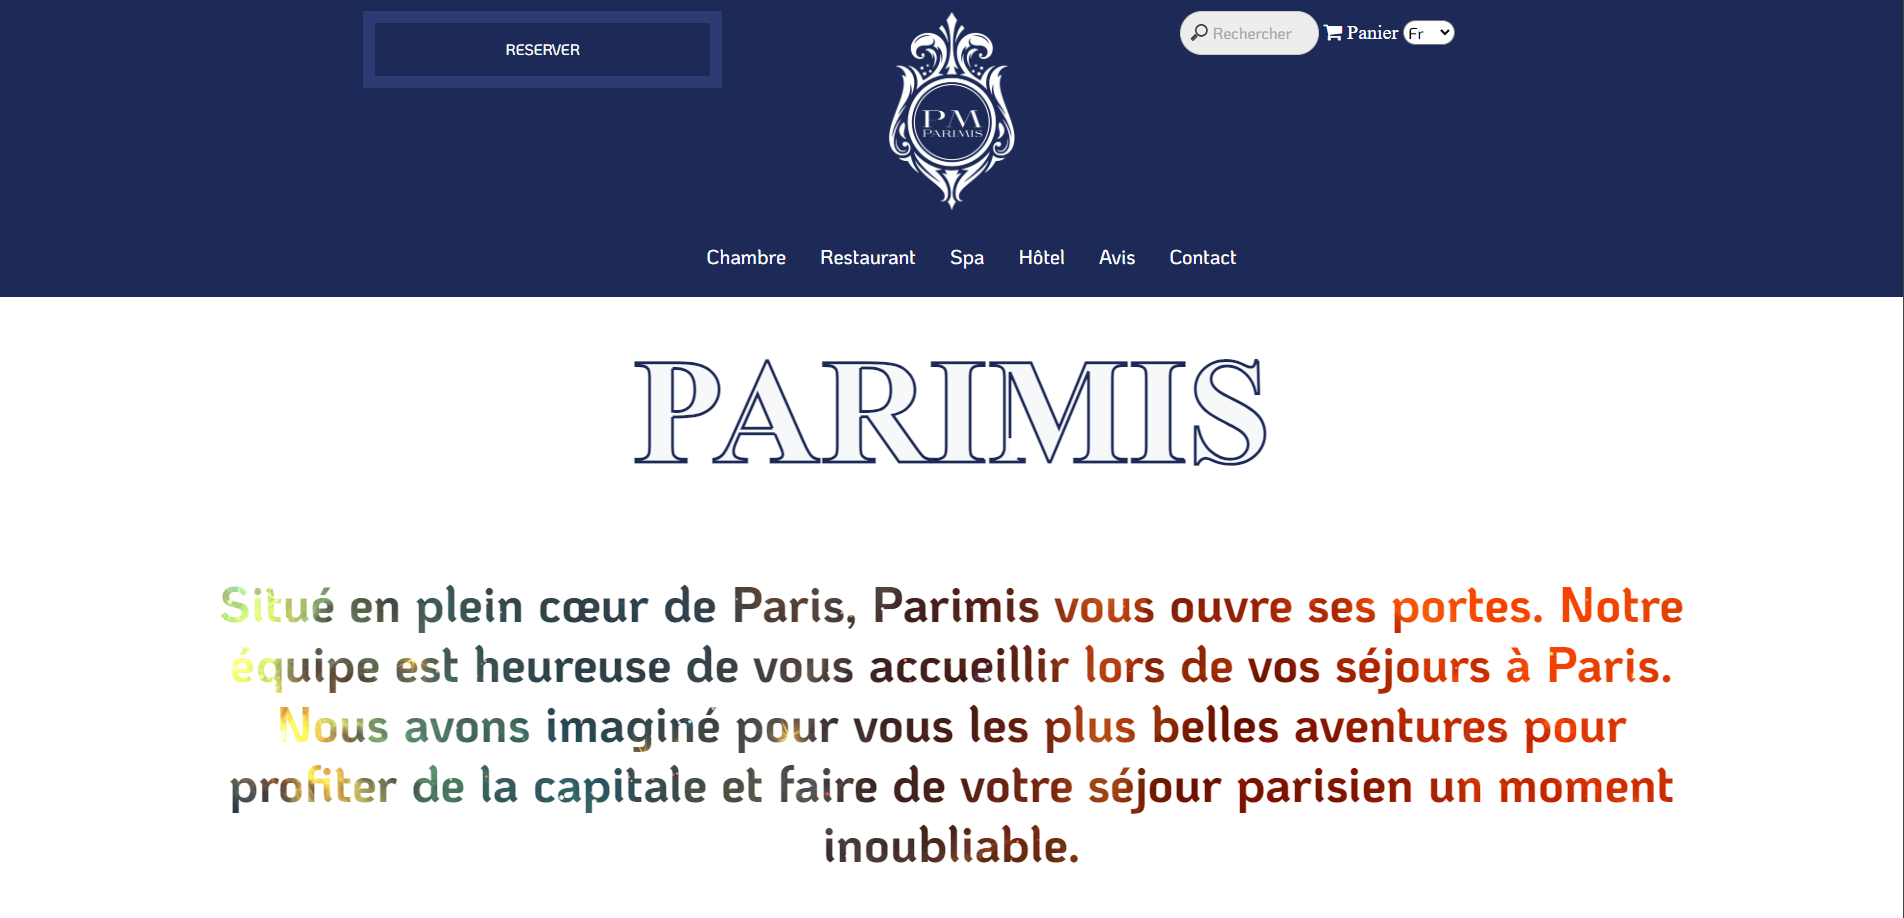 RESERVER
PM
PARIMIS
Rechercher
Panier
Fr
Chambre Restaurant Spa Hôtel Avis Contact
PARIMIS
Situé en plein cœur de Paris, Parimis vous ouvre ses portes. Notre
équipe est heureuse de vous accueillir lors de vos séjours à Paris.
Nous avons imaginé pour vous les plus belles aventures pour
profiter de la capitale et faire de votre séjour parisien un moment
inoubliable.